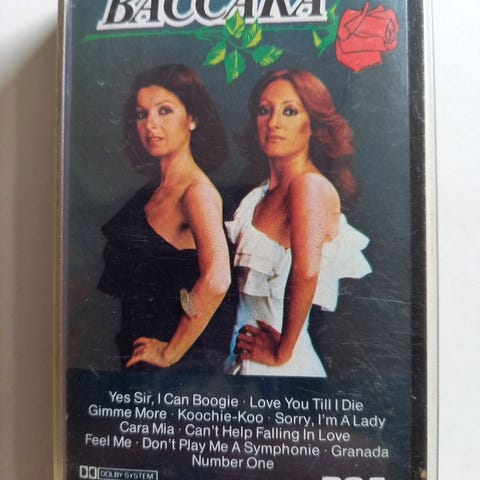 BACCARA
Yes Sir, I Can Boogie · Love You Till I Die
Gimme More · Koochie-Koo · Sorry, I'm A Lady
Cara Mia · Can't Help Falling In Love
Feel Me · Don't Play Me A Symphonie · Granada
Number One
DOLBY SYSTEM